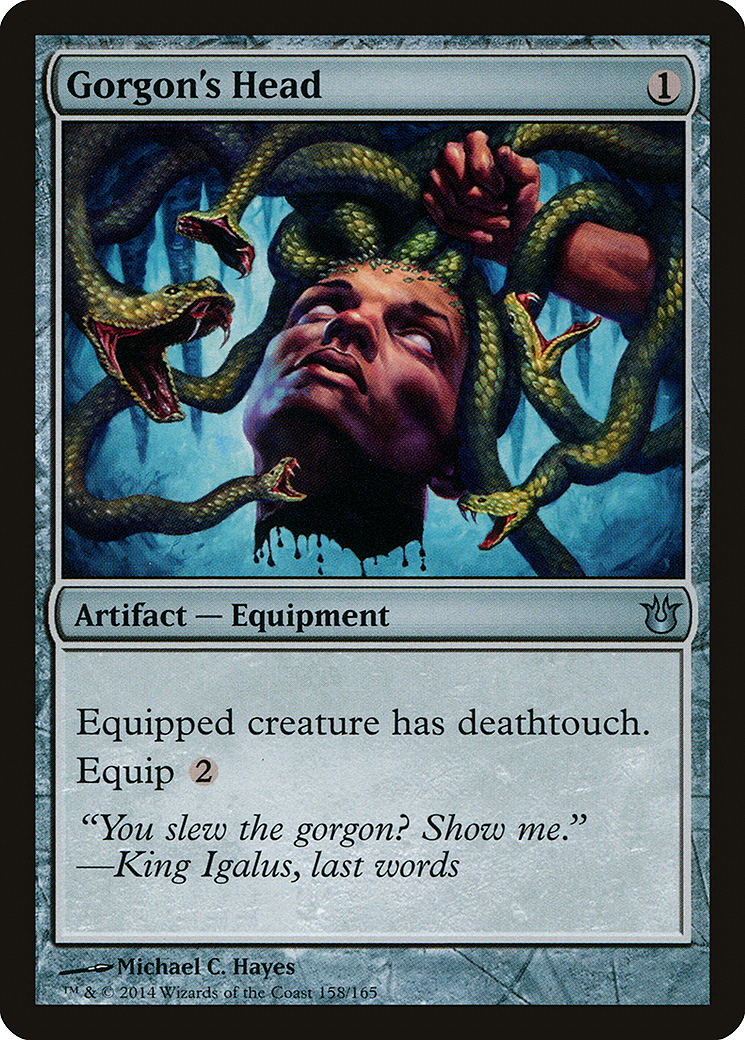 Gorgon's Head 1
Artifact — Equipment
Equipped creature has deathtouch.
Equip 2
“You slew the gorgon? Show me.”
—King Igalus, last words
Michael C. Hayes
™ & © 2014 Wizards of the Coast 158/165